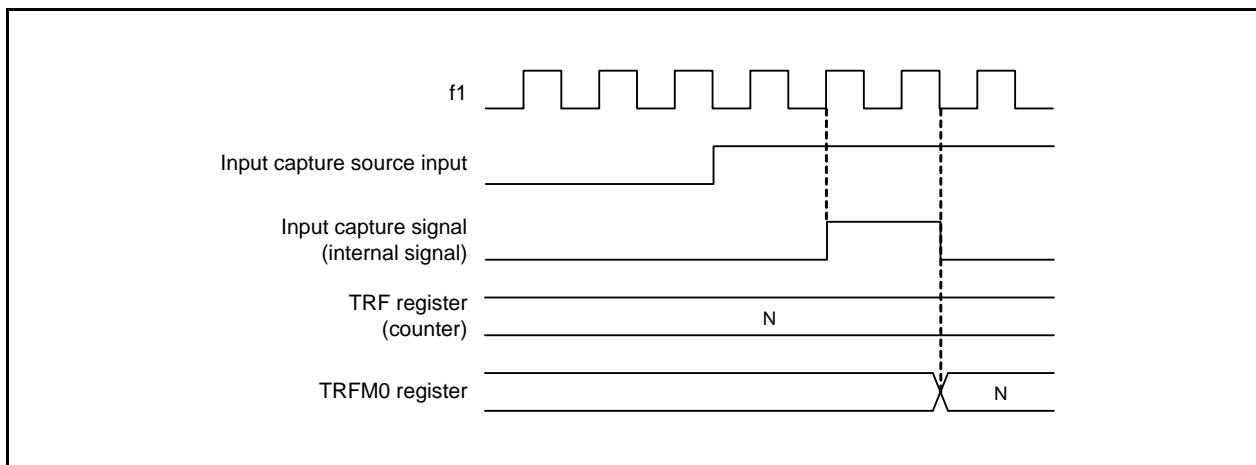 f1
Input capture source input
Input capture signal
(internal signal)
TRF register
(counter)
N
TRFM0 register
N